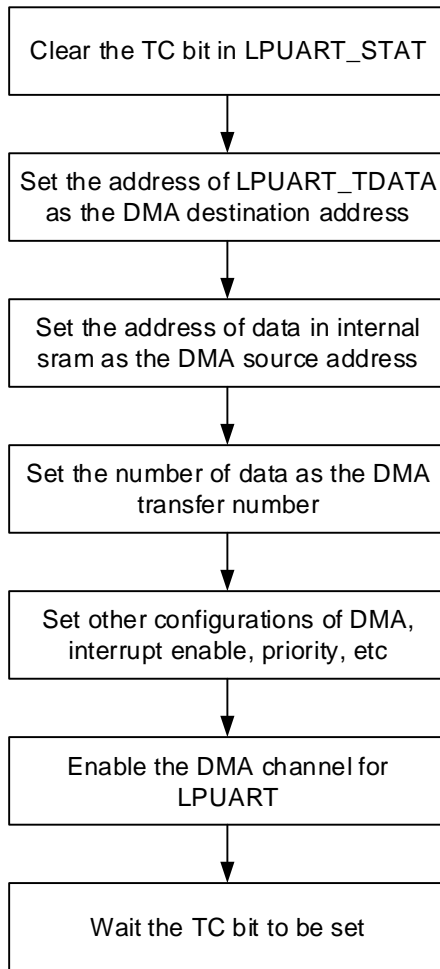 Clear the TC bit in LPUART_STAT
Set the address of LPUART_TDATA
as the DMA destination address
Set the address of data in internal
sram as the DMA source address
Set the number of data as the DMA
transfer number
Set other configurations of DMA,
interrupt enable, priority, etc
Enable the DMA channel for
LPUART
Wait the TC bit to be set